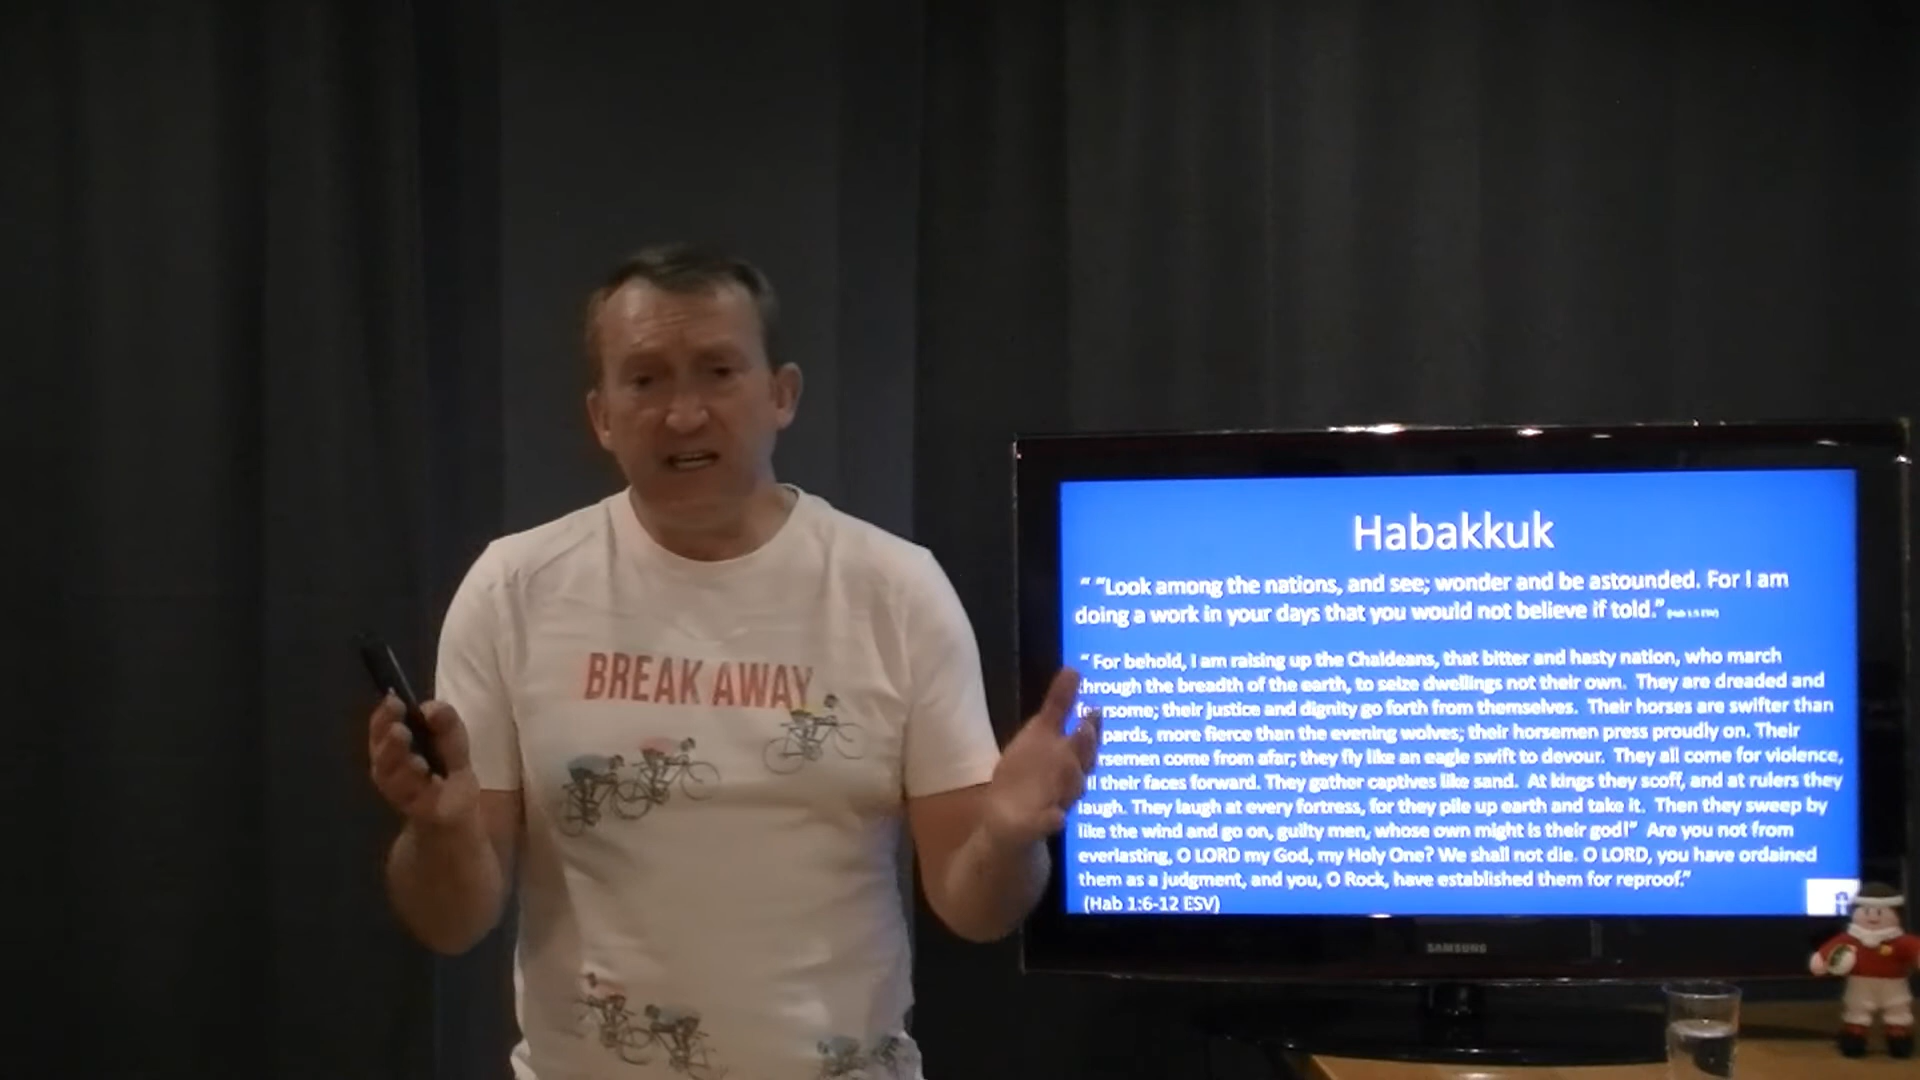 BREAK AWAY
Habakkuk
“ “Look among the nations, and see; wonder and be astounded. For I am
doing a work in your days that you would not believe if told.” (Hab 1:5 ESV)
“ For behold, I am raising up the Chaldeans, that bitter and hasty nation, who march
through the breadth of the earth, to seize dwellings not their own. They are dreaded and
fearsome; their justice and dignity go forth from themselves. Their horses are swifter than
pards, more fierce than the evening wolves; their horsemen press proudly on. Their
rsemen come from afar; they fly like an eagle swift to devour. They all come for violence,
ll their faces forward. They gather captives like sand. At kings they scoff, and at rulers they
laugh. They laugh at every fortress, for they pile up earth and take it. Then they sweep by
like the wind and go on, guilty men, whose own might is their god!” Are you not from
everlasting, O LORD my God, my Holy One? We shall not die. O LORD, you have ordained
them as a judgment, and you, O Rock, have established them for reproof.”
(Hab 1:6-12 ESV)
SAMSUNG